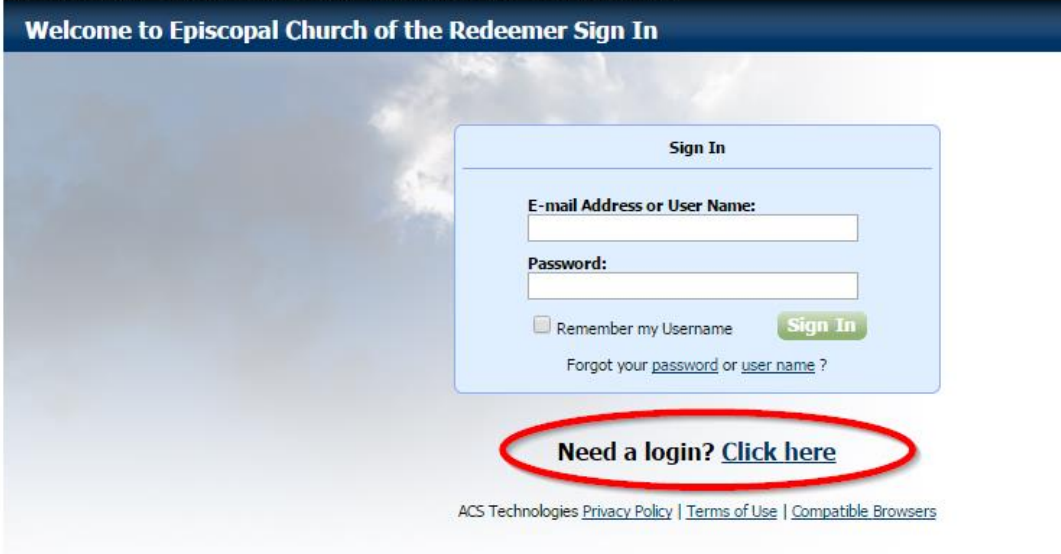 Welcome to Episcopal Church of the Redeemer Sign In
Sign In
E-mail Address or User Name:
Password:
Remember my Username
Sign In
Forgot your password or user name ?
Need a login? Click here
ACS Technologies Privacy Policy | Terms of Use | Compatible Browsers